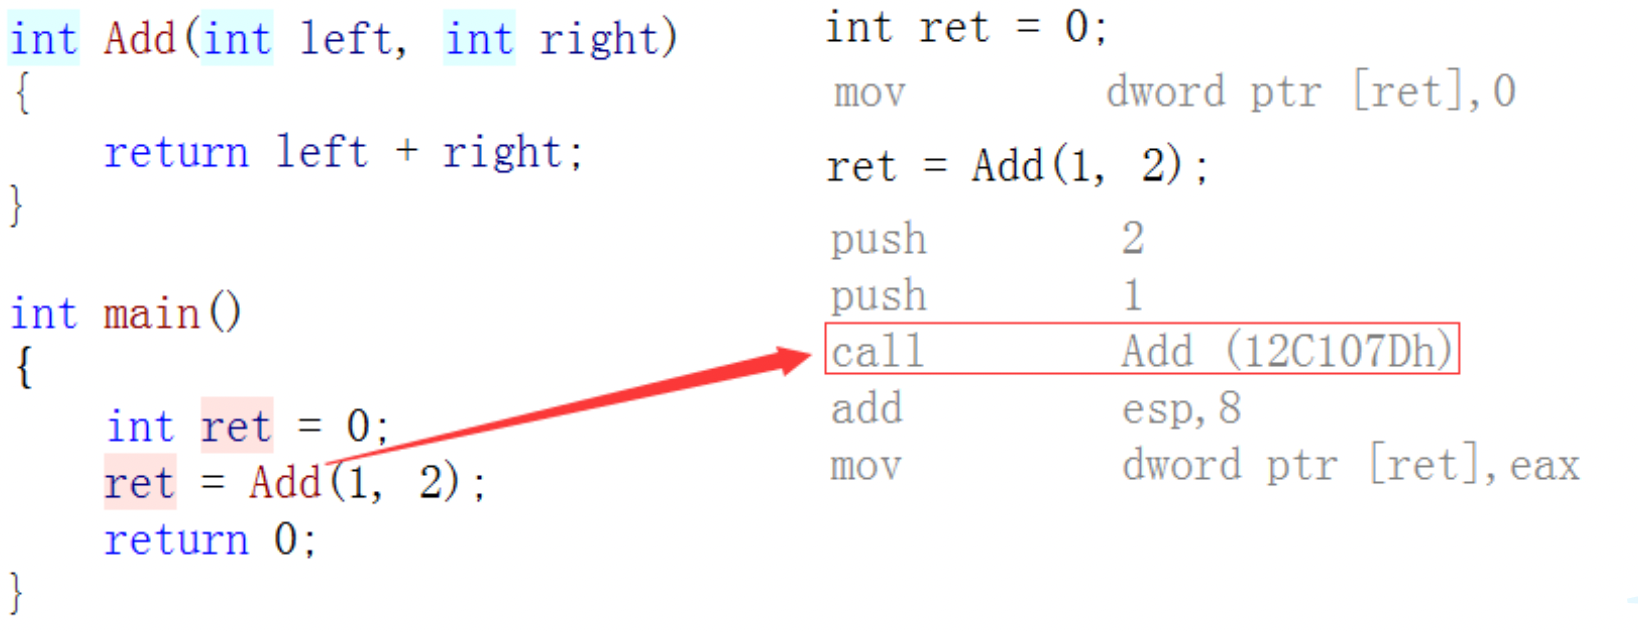 int Add(int left, int right)
{
    return left + right;
}
int main()
{
    int ret = 0;
    ret = Add(1, 2);
    return 0;
}
int ret = 0;
mov dword ptr [ret],0
ret = Add(1, 2);
push 2
push 1
call Add (12C107Dh)
add esp,8
mov dword ptr [ret],eax